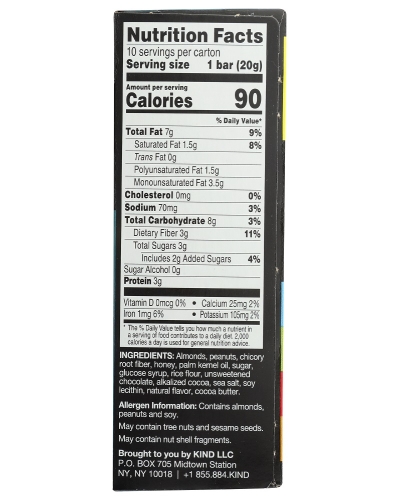 Nutrition Facts
10 servings per carton
Serving size 1 bar (20g)
Amount per serving
Calories 90
% Daily Value*
Total Fat 7g 9%
Saturated Fat 1.5g 8%
Trans Fat 0g
Polyunsaturated Fat 1.5g
Monounsaturated Fat 3.5g
Cholesterol 0mg 0%
Sodium 70mg 3%
Total Carbohydrate 8g 3%
Dietary Fiber 3g 11%
Total Sugars 3g
Includes 2g Added Sugars 4%
Sugar Alcohol 0g
Protein 3g
Vitamin D 0mcg 0% • Calcium 25mg 2%
Iron 1mg 6% • Potassium 105mg 2%
* The % Daily Value tells you how much a nutrient in
a serving of food contributes to a daily diet. 2,000
calories a day is used for general nutrition advice.
INGREDIENTS: Almonds, peanuts, chicory
root fiber, honey, palm kernel oil, sugar,
glucose syrup, rice flour, unsweetened
chocolate, alkalized cocoa, sea salt, soy
lecithin, natural flavor, cocoa butter.
Allergen Information: Contains almonds,
peanuts and soy.
May contain tree nuts and sesame seeds.
May contain nut shell fragments.
Brought to you by KIND LLC
P.O. BOX 705 Midtown Station
NY, NY 10018 | +1 855.884.KIND